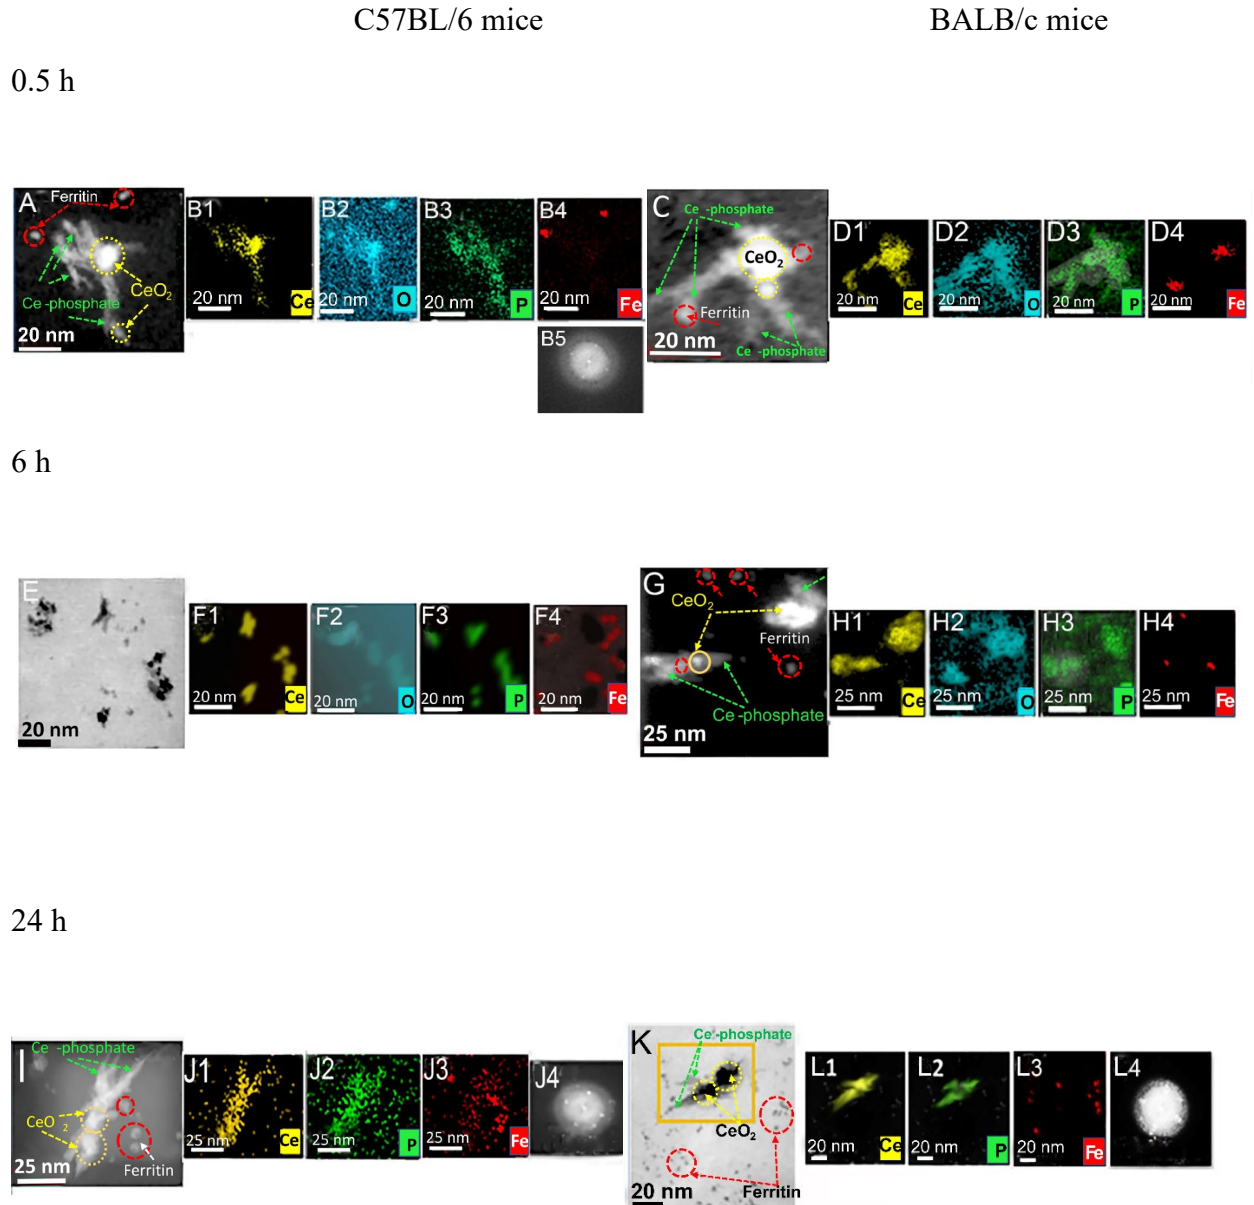 C57BL/6 mice
BALB/c mice
0.5 h
A
Ferritin
Ce -phosphate
CeO2
20 nm
B1
20 nm
Ce
B2
20 nm
O
B3
20 nm
P
B4
20 nm
Fe
B5
C
Ce -phosphate
CeO2
Ferritin
Ce -phosphate
20 nm
D1
20 nm
Ce
D2
20 nm
O
D3
20 nm
P
D4
20 nm
Fe
6 h
E
20 nm
F1
20 nm
Ce
F2
20 nm
O
F3
20 nm
P
F4
20 nm
Fe
G
CeO2
Ferritin
Ce -phosphate
25 nm
H1
25 nm
Ce
H2
25 nm
O
H3
25 nm
P
H4
25 nm
Fe
24 h
I
Ce -phosphate
CeO 2
Ferritin
25 nm
J1
25 nm
Ce
J2
25 nm
P
J3
25 nm
Fe
J4
K
Ce -phosphate
CeO2
Ferritin
20 nm
L1
20 nm
Ce
L2
20 nm
P
L3
20 nm
Fe
L4